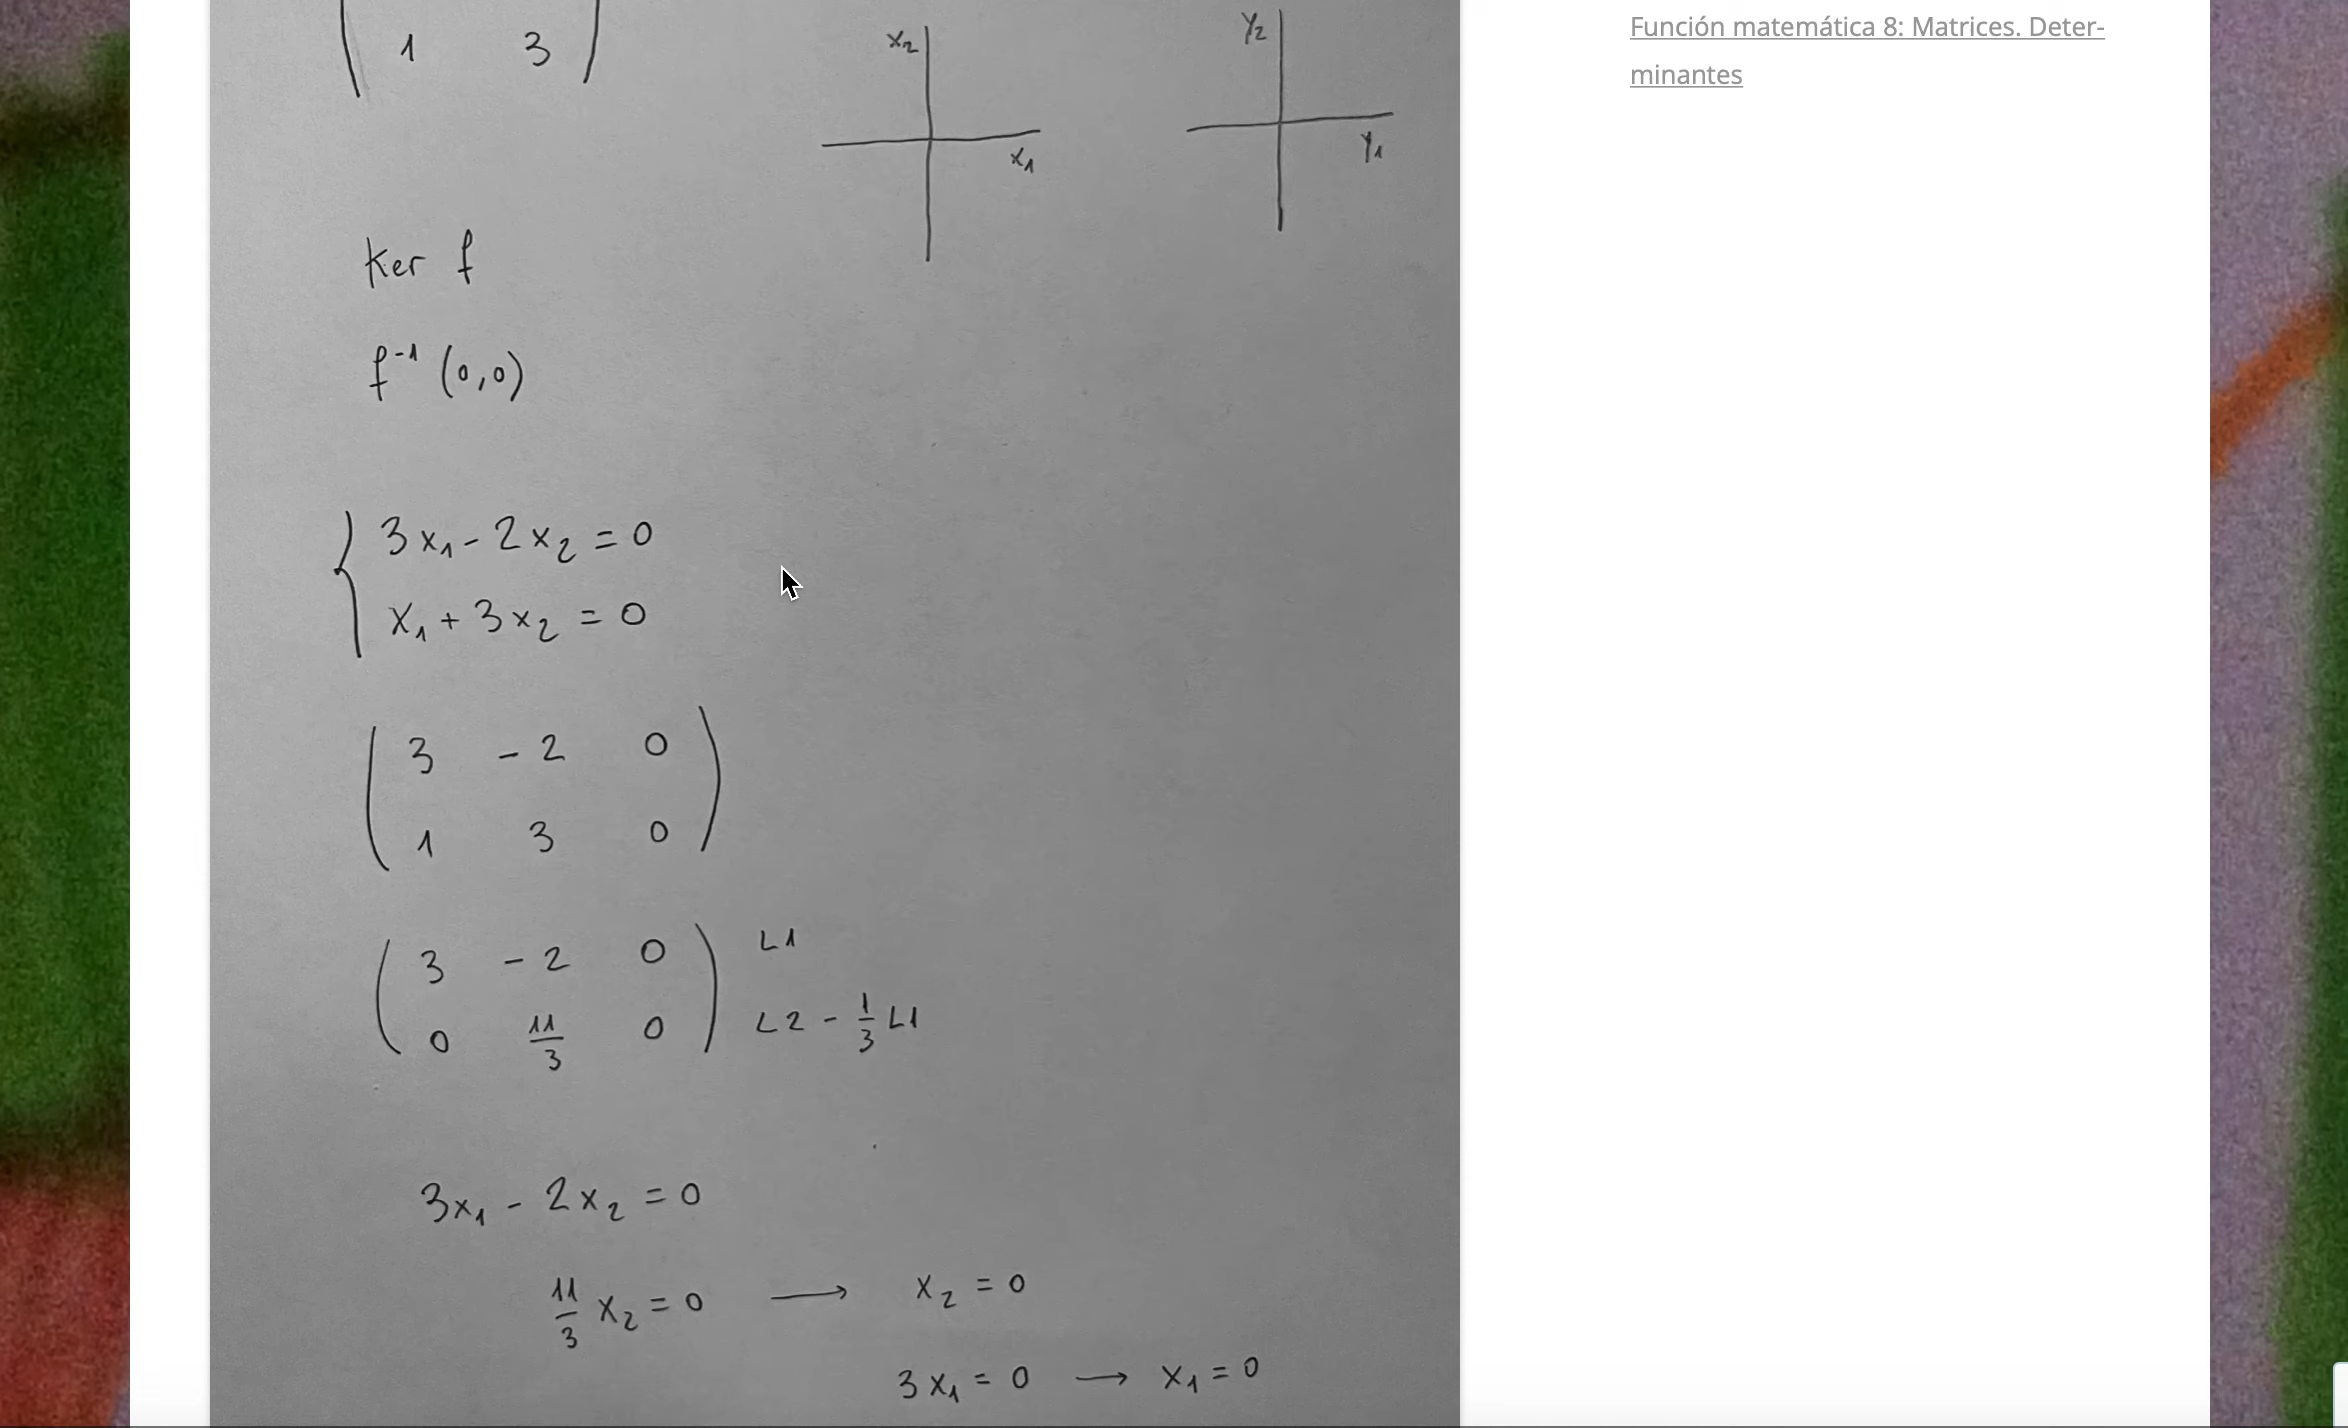 1 3
x₂
x₁
y₂
y₁
Ker f
f⁻¹ (0,0)
3x₁ - 2x₂ = 0
x₁ + 3x₂ = 0
3 -2 0
1 3 0
3 -2 0 L1
0 11/3 0 L2 - 1/3 L1
3x₁ - 2x₂ = 0
11/3 x₂ = 0 → x₂ = 0
3x₁ = 0 → x₁ = 0
Función matemática 8: Matrices. Deter-
minantes